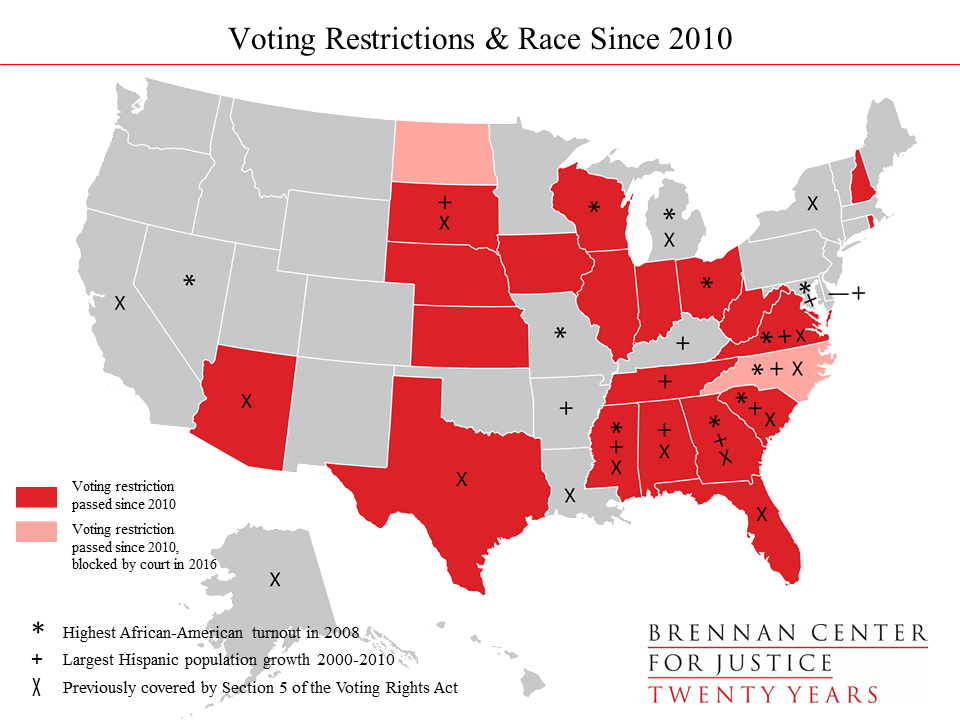 Voting Restrictions & Race Since 2010
+
X
*
*
X
X
*
X
*
*
+
— +
*
+
* + X
* + X
+
X
+
+
*
+
X
+
X
*
+
X
*
+
X
X
X
X
X
Voting restriction
passed since 2010
Voting restriction
passed since 2010,
blocked by court in 2016
* Highest African-American turnout in 2008
+ Largest Hispanic population growth 2000-2010
X Previously covered by Section 5 of the Voting Rights Act
BRENNAN CENTER
FOR JUSTICE
TWENTY YEARS